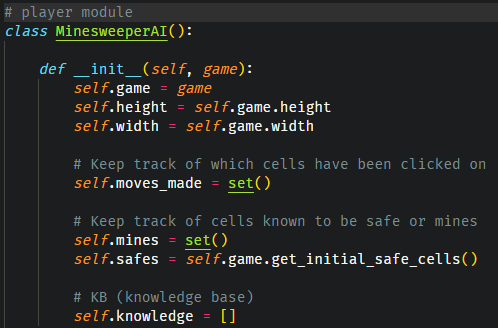 # player module
class MinesweeperAI():
def __init__(self, game):
self.game = game
self.height = self.game.height
self.width = self.game.width
# Keep track of which cells have been clicked on
self.moves_made = set()
# Keep track of cells known to be safe or mines
self.mines = set()
self.safes = self.game.get_initial_safe_cells()
# KB (knowledge base)
self.knowledge = []